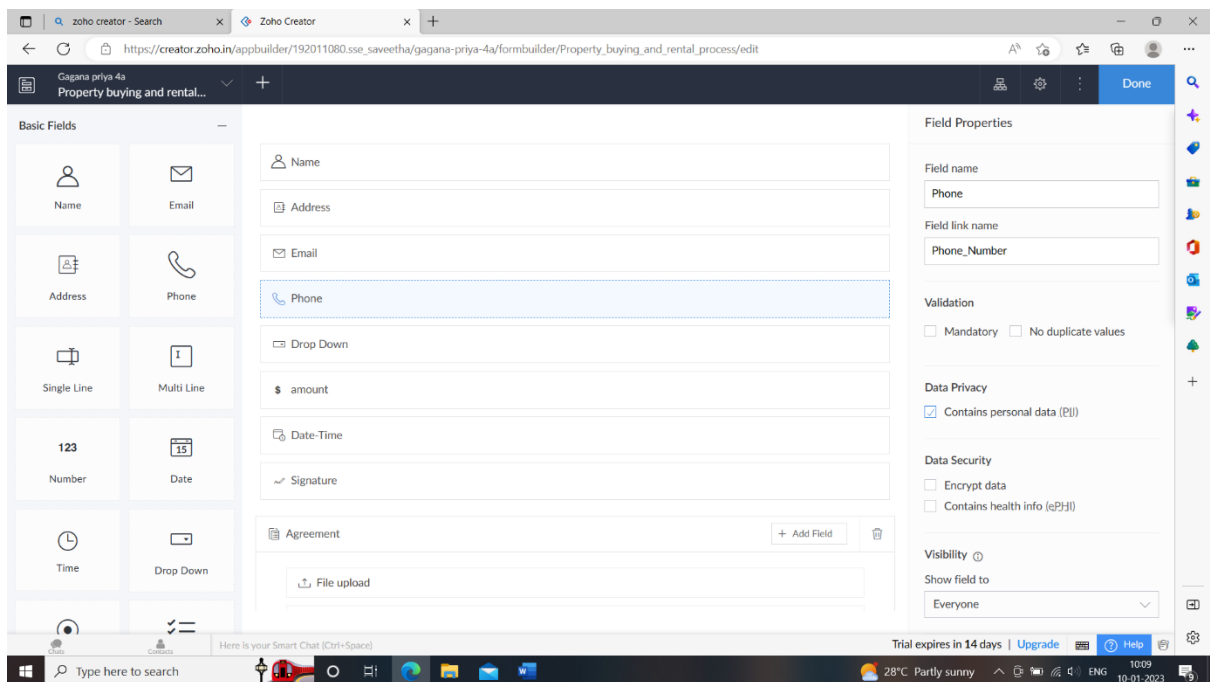 zoho creator - Search
Zoho Creator
https://creator.zoho.in/appbuilder/192011080.sse_saveetha/gagana-priya-4a/formbuilder/Property_buying_and_rental_process/edit
Gagana priya 4a
Property buying and rental...
Done
Basic Fields
Name
Email
Address
Phone
Single Line
Multi Line
123
Number
15
Date
Time
Drop Down
Name
Address
Email
Phone
Drop Down
$ amount
Date-Time
Signature
Agreement
+ Add Field
File upload
Field Properties
Field name
Phone
Field link name
Phone_Number
Validation
Mandatory
No duplicate values
Data Privacy
Contains personal data (PII)
Data Security
Encrypt data
Contains health info (ePHI)
Visibility
Show field to
Everyone
Chats
Contacts
Here is your Smart Chat (Ctrl+Space)
Trial expires in 14 days | Upgrade
Help
Type here to search
28°C Partly sunny
ENG
10:09
10-01-2023